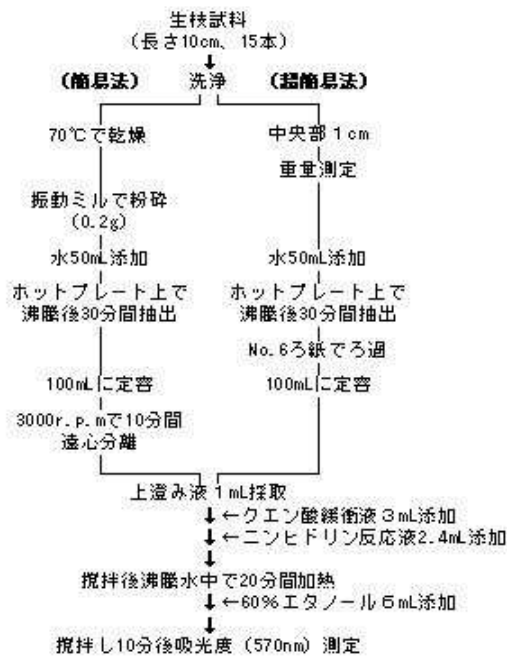 生枝試料
（長さ10cm、15本）
（簡易法）
洗浄
（超簡易法）
70℃で乾燥
中央部1cm
重量測定
振動ミルで粉砕
（0.2g）
水50mL添加
水50mL添加
ホットプレート上で
沸騰後30分間抽出
ホットプレート上で
沸騰後30分間抽出
No.6ろ紙でろ過
100mLに定容
100mLに定容
3000r.p.mで10分間
遠心分離
上澄み液1mL採取
←クエン酸緩衝液3mL添加
←ニンヒドリン反応液2.4mL添加
撹拌後沸騰水中で20分間加熱
←60%エタノール6mL添加
撹拌し10分後吸光度（570nm）測定